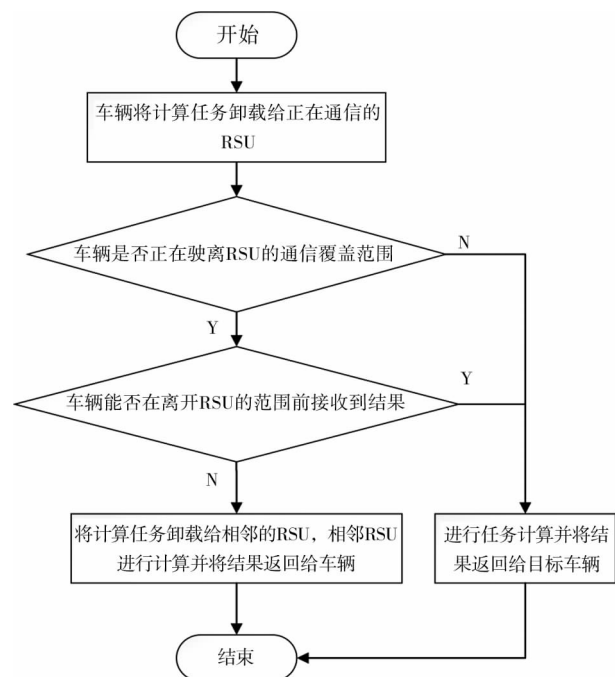 开始
车辆将计算任务卸载给正在通信的
RSU
车辆是否正在驶离RSU的通信覆盖范围
N
Y
车辆能否在离开RSU的范围前接收到结果
Y
N
将计算任务卸载给相邻的RSU，相邻RSU
进行计算并将结果返回给车辆
进行任务计算并将结
果返回给目标车辆
结束